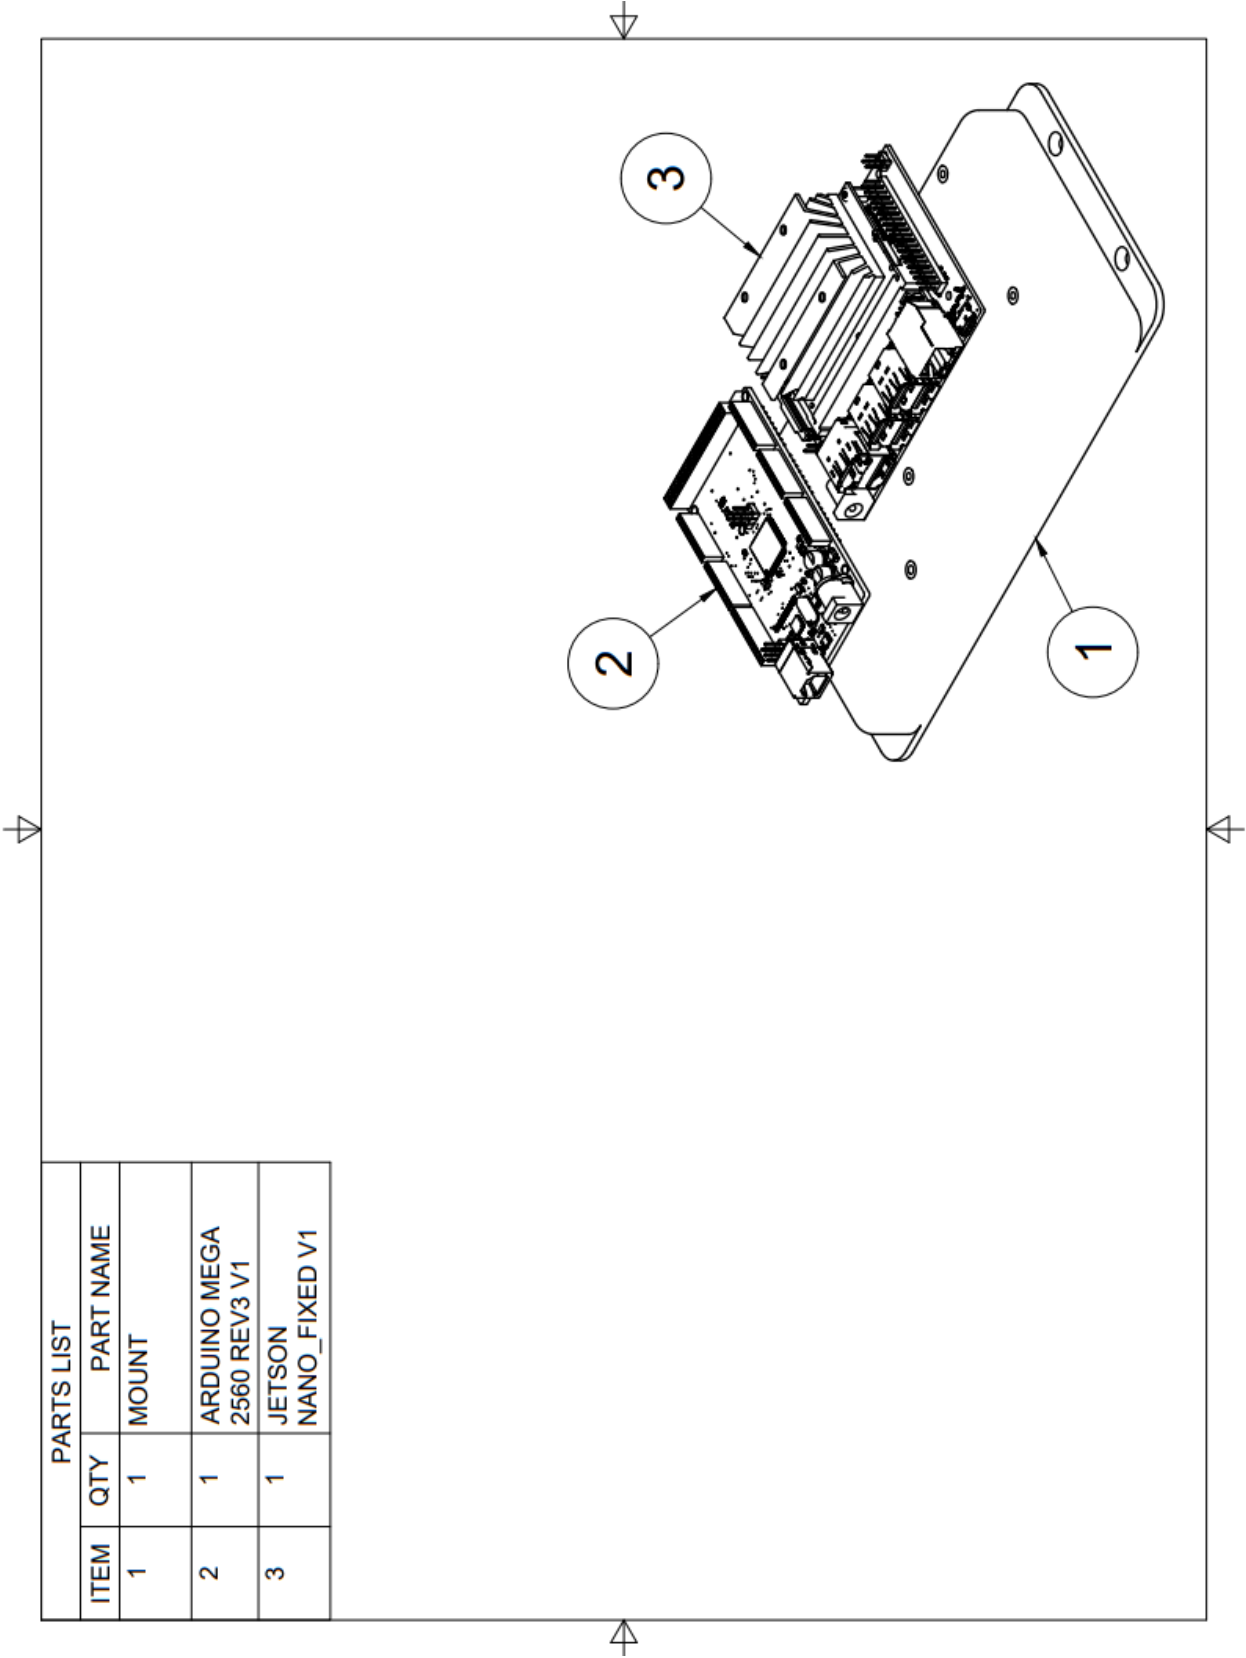 PARTS LIST
ITEM QTY PART NAME
1 1 MOUNT
2 1 ARDUINO MEGA
2560 REV3 V1
3 1 JETSON
NANO_FIXED V1
1
2
3